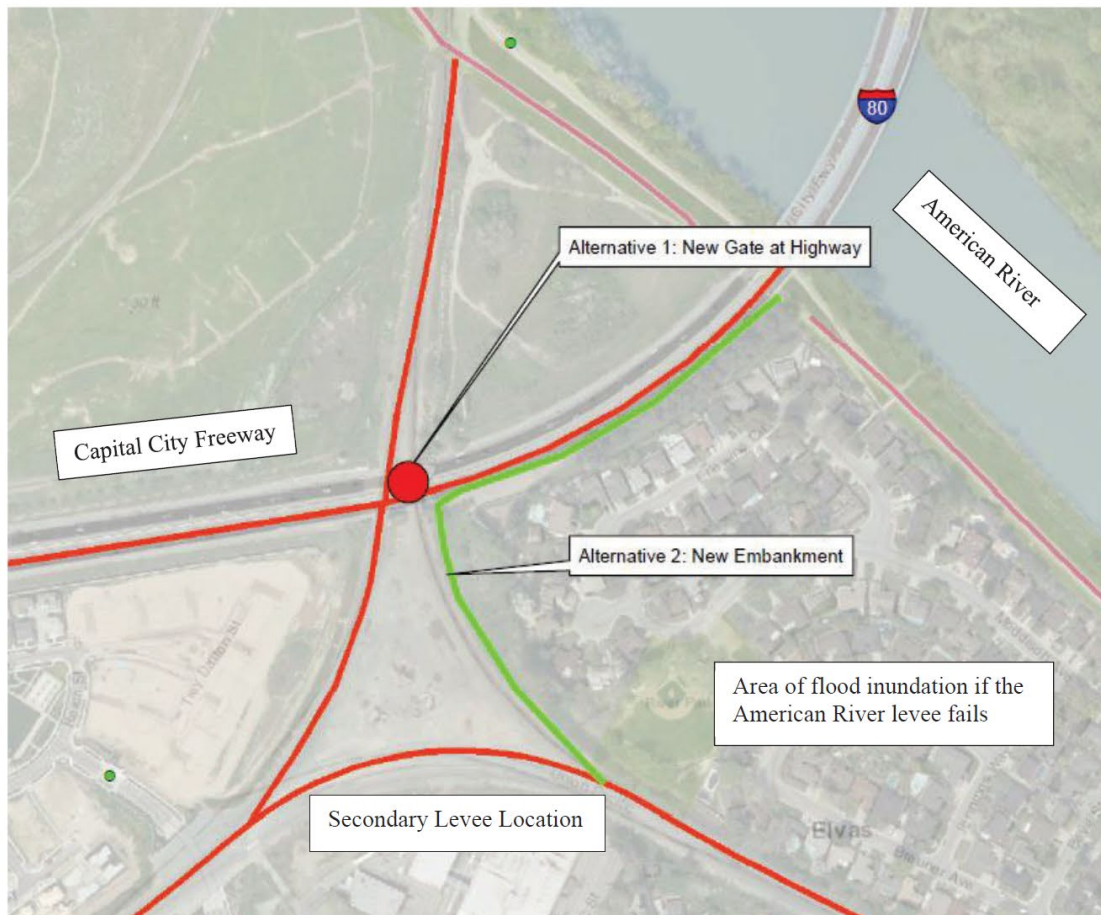 80
American River
Alternative 1: New Gate at Highway
Capital City Freeway
Alternative 2: New Embankment
Area of flood inundation if the
American River levee fails
Secondary Levee Location
Elvas